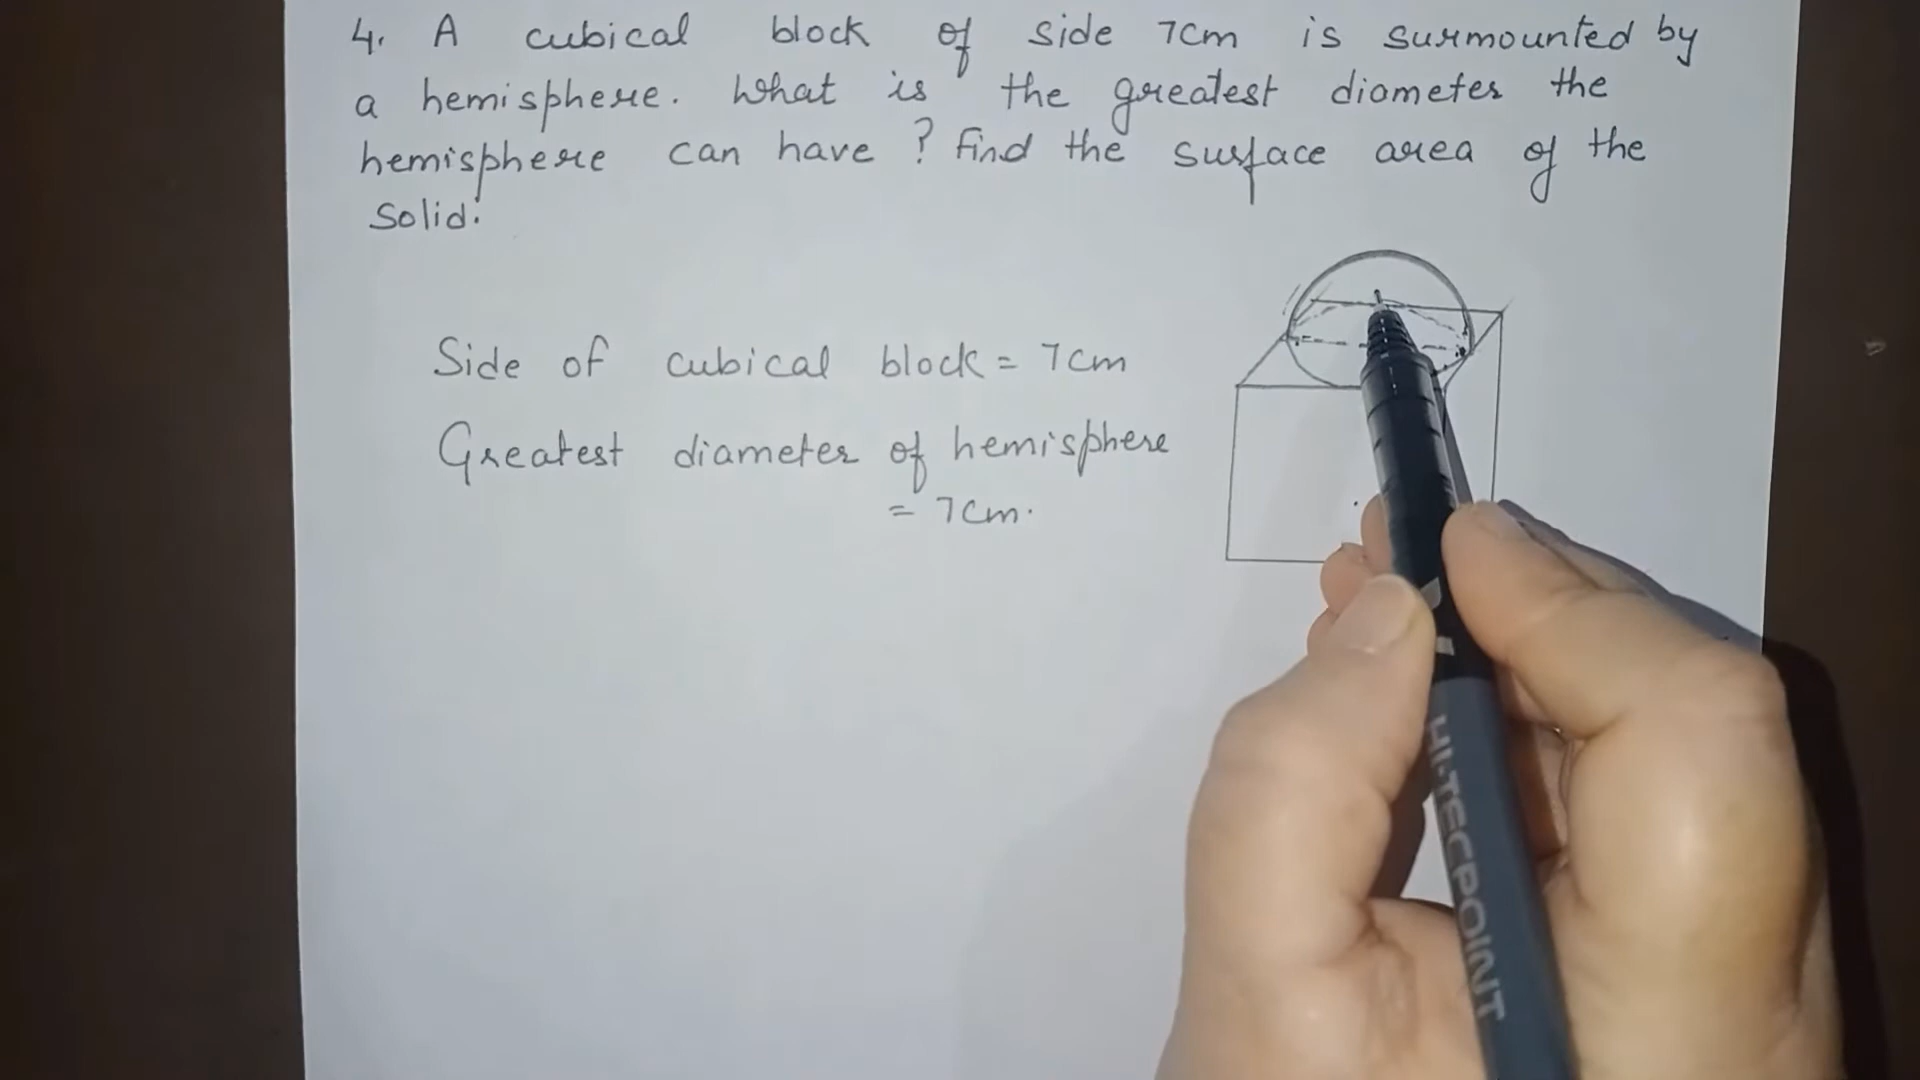 4. A cubical block of side 7cm is surmounted by
a hemisphere. What is the greatest diameter the
hemisphere can have ? Find the surface area of the
Solid.
Side of cubical block = 7cm
Greatest diameter of hemisphere
= 7cm.
HI-TECPOINT